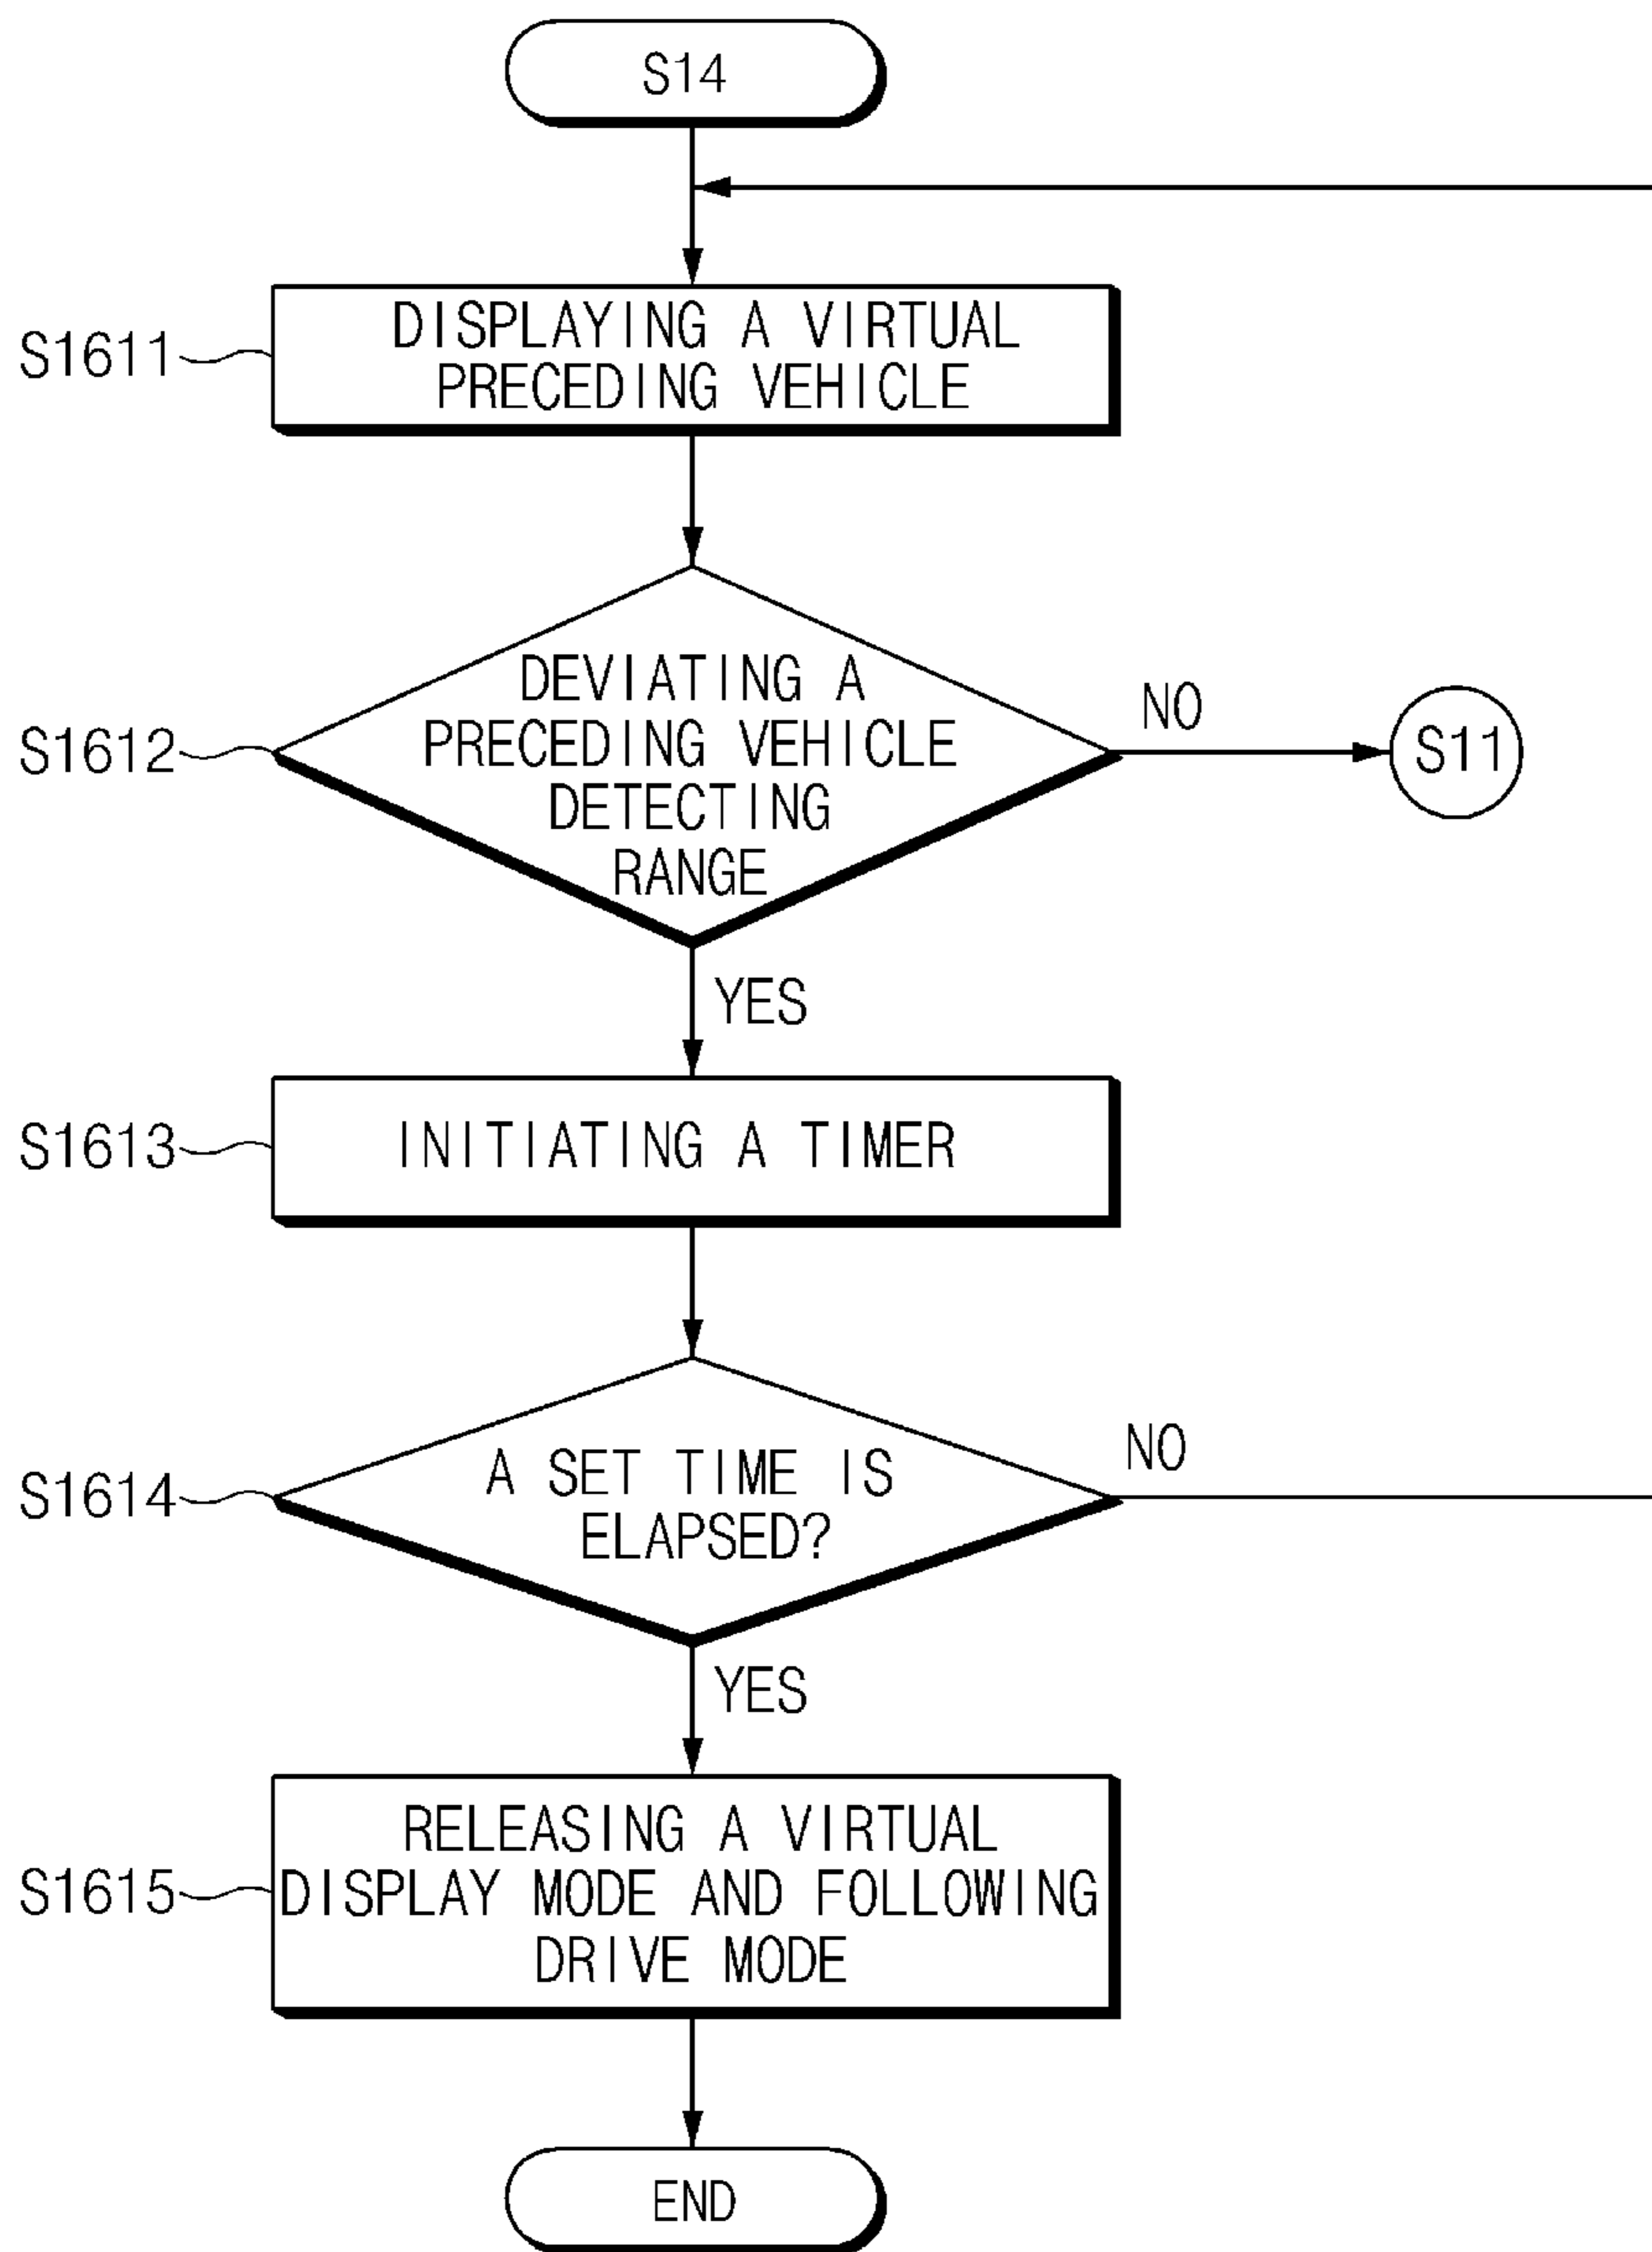 S14
S1611
DISPLAYING A VIRTUAL
PRECEDING VEHICLE
S1612
DEVIATING A
PRECEDING VEHICLE
DETECTING
RANGE
NO
S11
YES
S1613
INITIATING A TIMER
S1614
A SET TIME IS
ELAPSED?
NO
YES
S1615
RELEASING A VIRTUAL
DISPLAY MODE AND FOLLOWING
DRIVE MODE
END